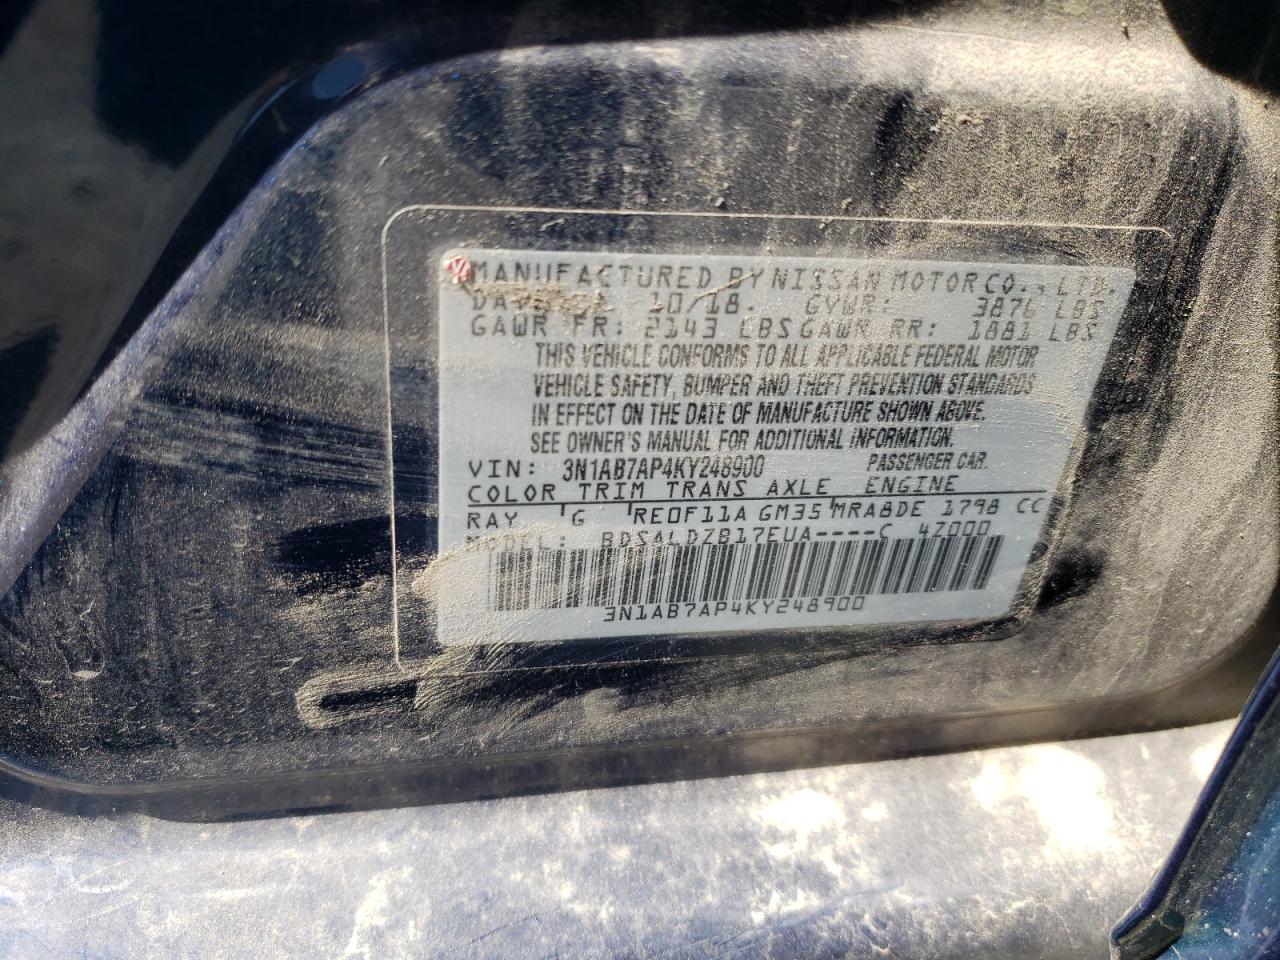 MANUFACTURED BY NISSAN MOTOR CO., LTD.
10/18. GVWR: 3876 LBS
GAWR FR: 2143 LBS GAWR RR: 1881 LBS
THIS VEHICLE CONFORMS TO ALL APPLICABLE FEDERAL MOTOR
VEHICLE SAFETY, BUMPER AND THEFT PREVENTION STANDARDS
IN EFFECT ON THE DATE OF MANUFACTURE SHOWN ABOVE.
SEE OWNER'S MANUAL FOR ADDITIONAL INFORMATION.
VIN: 3N1AB7AP4KY248900 PASSENGER CAR.
COLOR TRIM TRANS AXLE ENGINE
RAY G RE0F11A GM35 MRA8DE 1798 CC
MODEL: BDSALDZB17EUA----C 4Z000
3N1AB7AP4KY248900